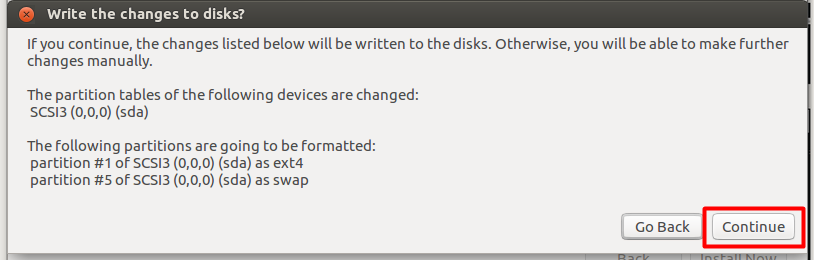 Write the changes to disks?
If you continue, the changes listed below will be written to the disks. Otherwise, you will be able to make further
changes manually.
The partition tables of the following devices are changed:
SCSI3 (0,0,0) (sda)
The following partitions are going to be formatted:
partition #1 of SCSI3 (0,0,0) (sda) as ext4
partition #5 of SCSI3 (0,0,0) (sda) as swap
Go Back
Continue
Back
Install Now